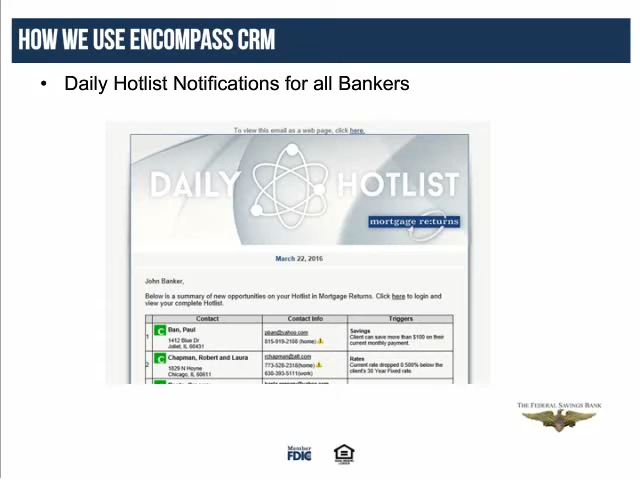 HOW WE USE ENCOMPASS CRM
• Daily Hotlist Notifications for all Bankers
To view this email as a web page, click here.
DAILY HOTLIST
mortgage re:turns
March 22, 2016
John Banker,
Below is a summary of new opportunities on your Hotlist in Mortgage Returns. Click here to login and
view your complete Hotlist.
Contact Contact Info Triggers
1 C Ban, Paul
1412 Blue Dr
Joliet, IL 60431
815-919-2168 (home)
Savings
Client can save more than $100 on their
current monthly payment.
2 C Chapman, Robert and Laura
1829 N Hoyne
Chicago, IL 60611
rchapman@att.com
773-528-2318(home)
630-393-5111(work)
Rates
Current rate dropped 0.500% below the
client's 30 Year Fixed rate.
THE FEDERAL SAVINGS BANK
Member
FDIC